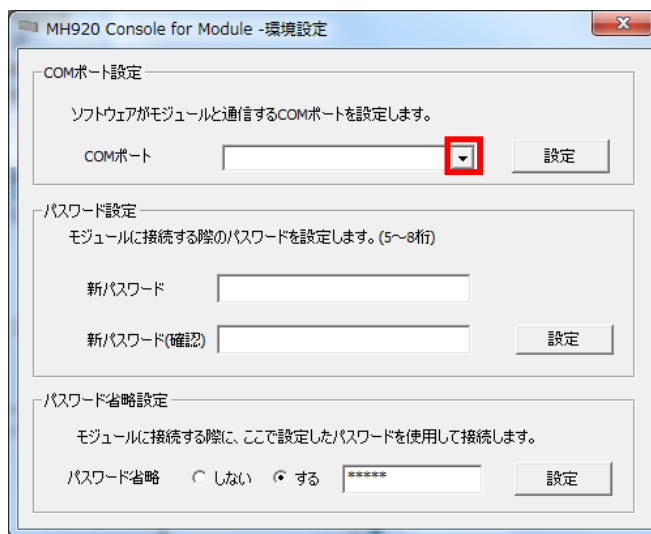 MH920 Console for Module -環境設定
COMポート設定
ソフトウェアがモジュールと通信するCOMポートを設定します。
COMポート
設定
パスワード設定
モジュールに接続する際のパスワードを設定します。(5～8桁)
新パスワード
新パスワード(確認)
設定
パスワード省略設定
モジュールに接続する際に、ここで設定したパスワードを使用して接続します。
パスワード省略 しない する ***** 設定